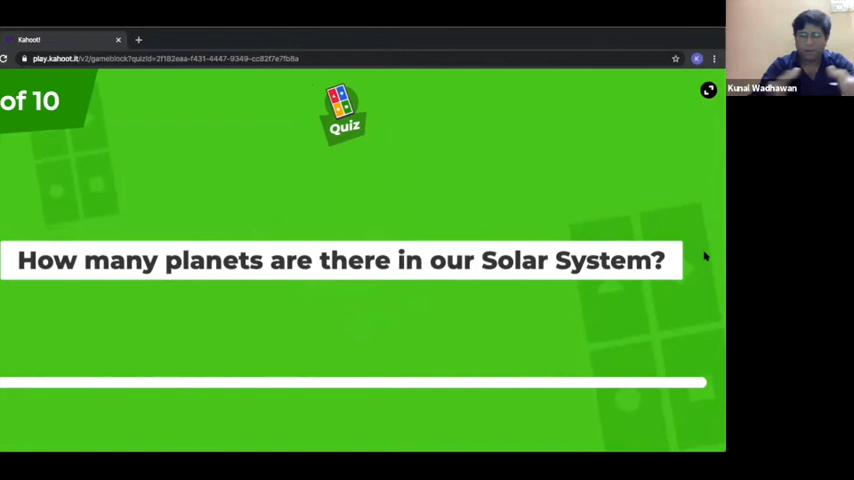 Kahoot!
play.kahoot.it/v2/gameblock?quizId=2f182eaa-f431-4447-9349-cc82f7e7fb8a
K
Kunal Wadhawan
of 10
Quiz
How many planets are there in our Solar System?